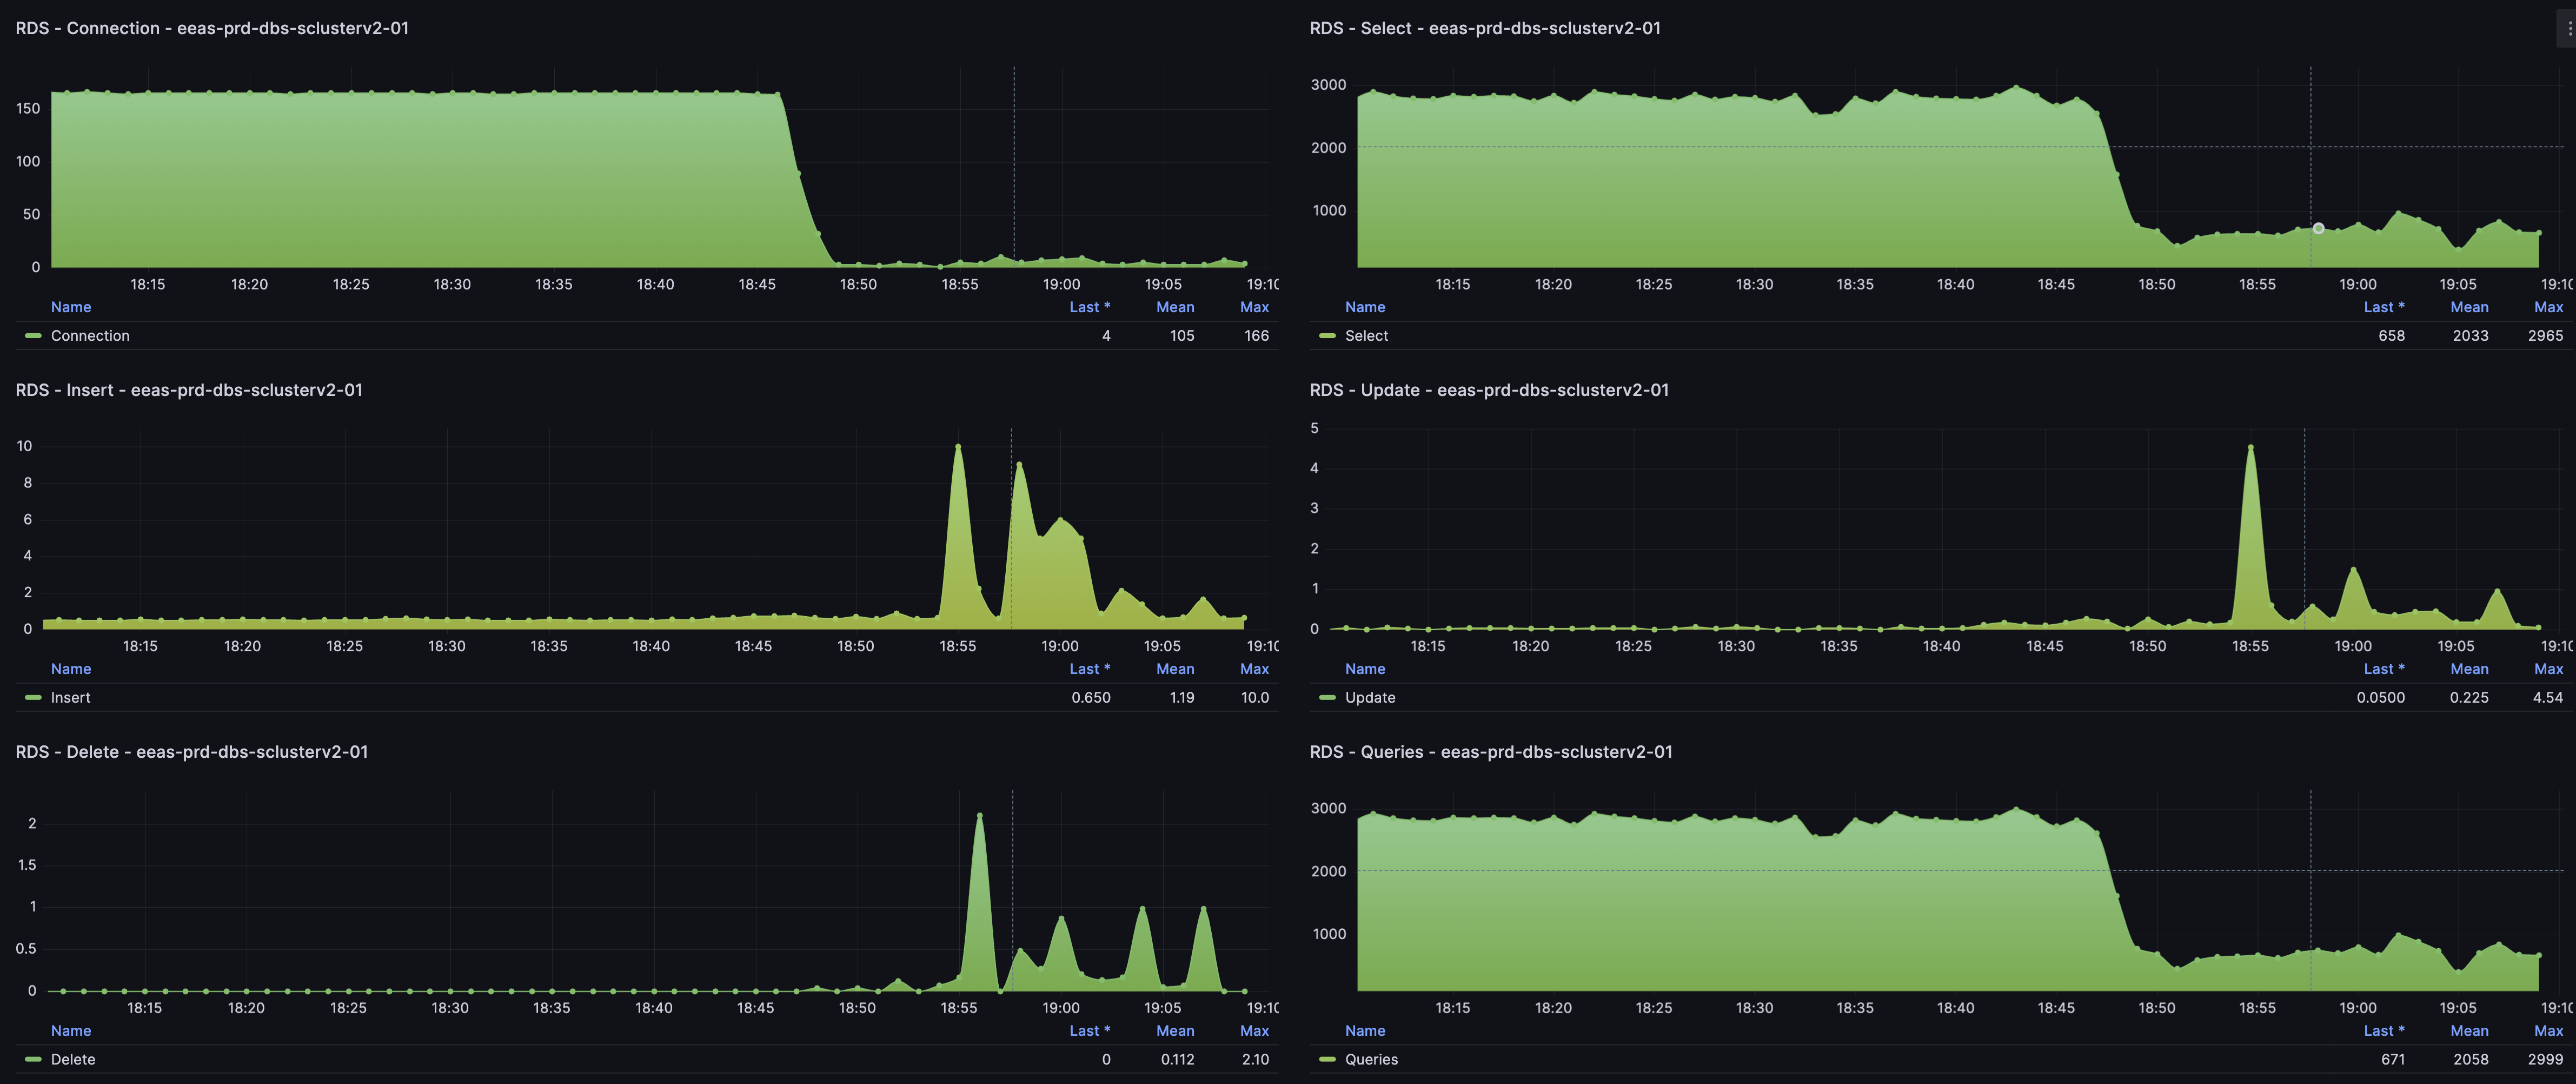 RDS - Connection - eeas-prd-dbs-sclusterv2-01
150
100
50
0
18:15 18:20 18:25 18:30 18:35 18:40 18:45 18:50 18:55 19:00 19:05 19:10
Name Last * Mean Max
Connection 4 105 166
RDS - Select - eeas-prd-dbs-sclusterv2-01
3000
2000
1000
18:15 18:20 18:25 18:30 18:35 18:40 18:45 18:50 18:55 19:00 19:05 19:10
Name Last * Mean Max
Select 658 2033 2965
RDS - Insert - eeas-prd-dbs-sclusterv2-01
10
8
6
4
2
0
18:15 18:20 18:25 18:30 18:35 18:40 18:45 18:50 18:55 19:00 19:05 19:10
Name Last * Mean Max
Insert 0.650 1.19 10.0
RDS - Update - eeas-prd-dbs-sclusterv2-01
5
4
3
2
1
0
18:15 18:20 18:25 18:30 18:35 18:40 18:45 18:50 18:55 19:00 19:05 19:10
Name Last * Mean Max
Update 0.0500 0.225 4.54
RDS - Delete - eeas-prd-dbs-sclusterv2-01
2
1.5
1
0.5
0
18:15 18:20 18:25 18:30 18:35 18:40 18:45 18:50 18:55 19:00 19:05 19:10
Name Last * Mean Max
Delete 0 0.112 2.10
RDS - Queries - eeas-prd-dbs-sclusterv2-01
3000
2000
1000
18:15 18:20 18:25 18:30 18:35 18:40 18:45 18:50 18:55 19:00 19:05 19:10
Name Last * Mean Max
Queries 671 2058 2999